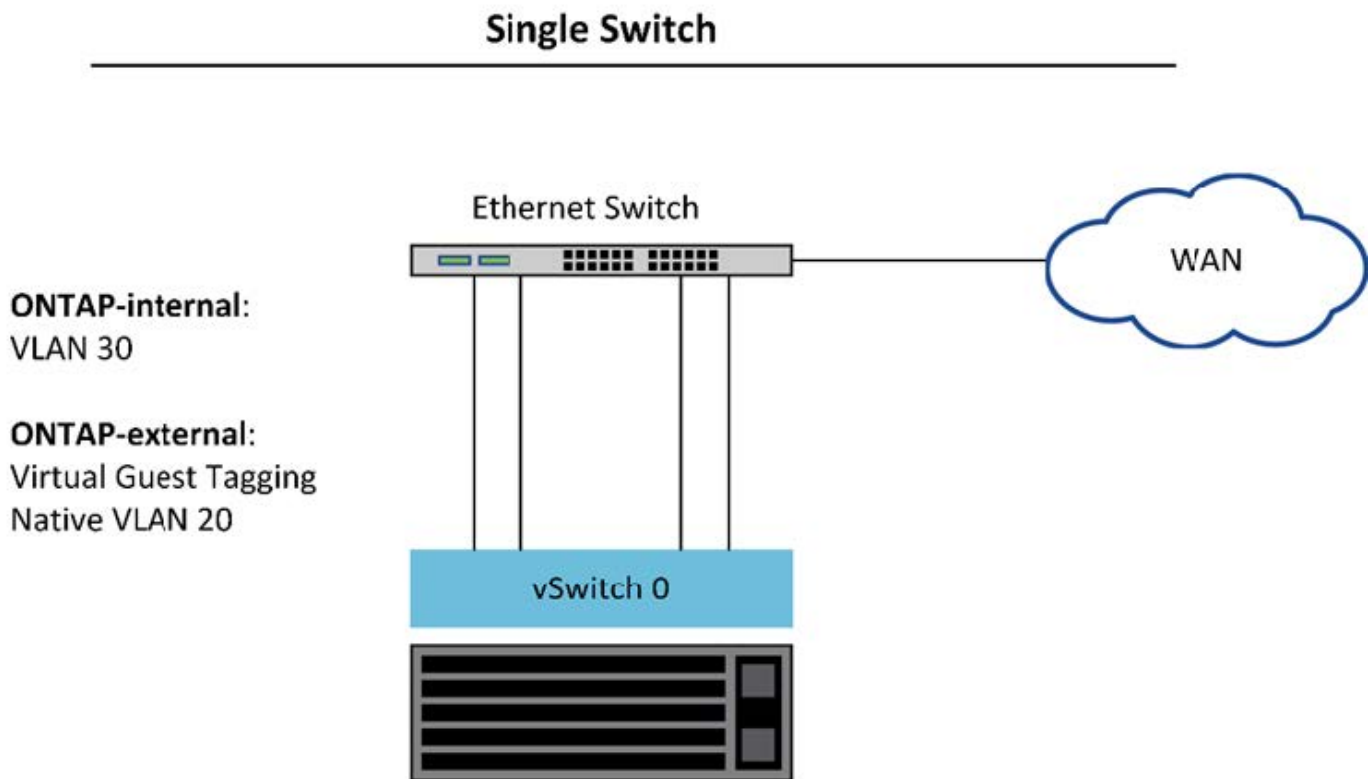 Single Switch
Ethernet Switch
WAN
ONTAP-internal:
VLAN 30
ONTAP-external:
Virtual Guest Tagging
Native VLAN 20
vSwitch 0